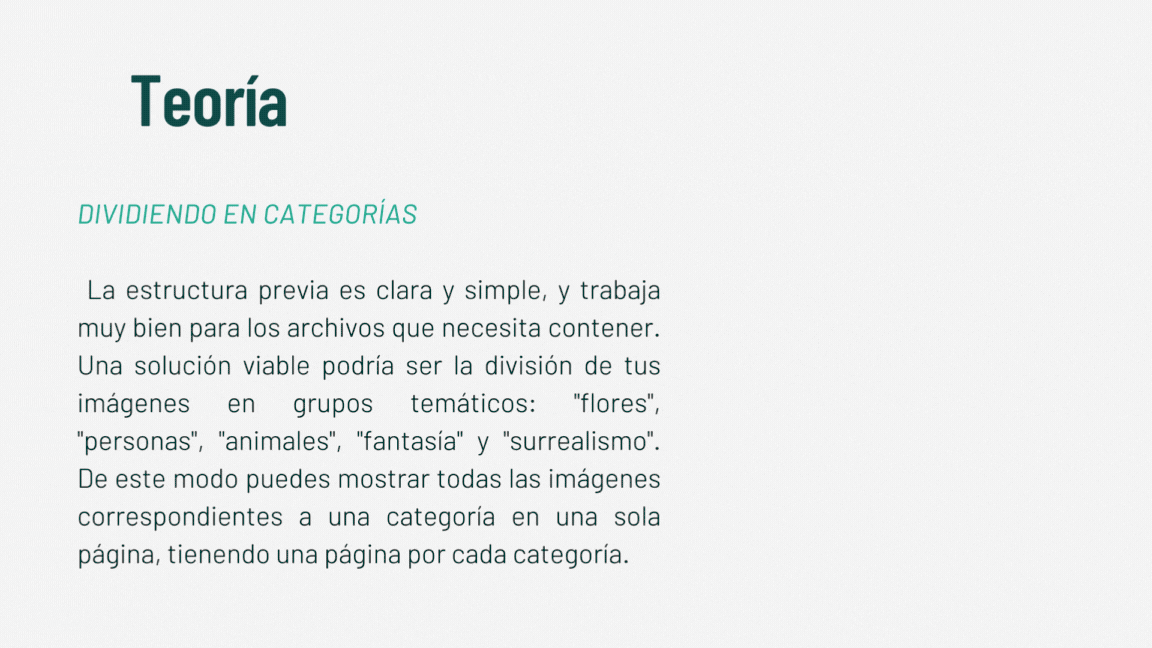 Teoría
DIVIDIENDO EN CATEGORÍAS
La estructura previa es clara y simple, y trabaja
muy bien para los archivos que necesita contener.
Una solución viable podría ser la división de tus
imágenes en grupos temáticos: "flores",
"personas", "animales", "fantasía" y "surrealismo".
De este modo puedes mostrar todas las imágenes
correspondientes a una categoría en una sola
página, tienendo una página por cada categoría.